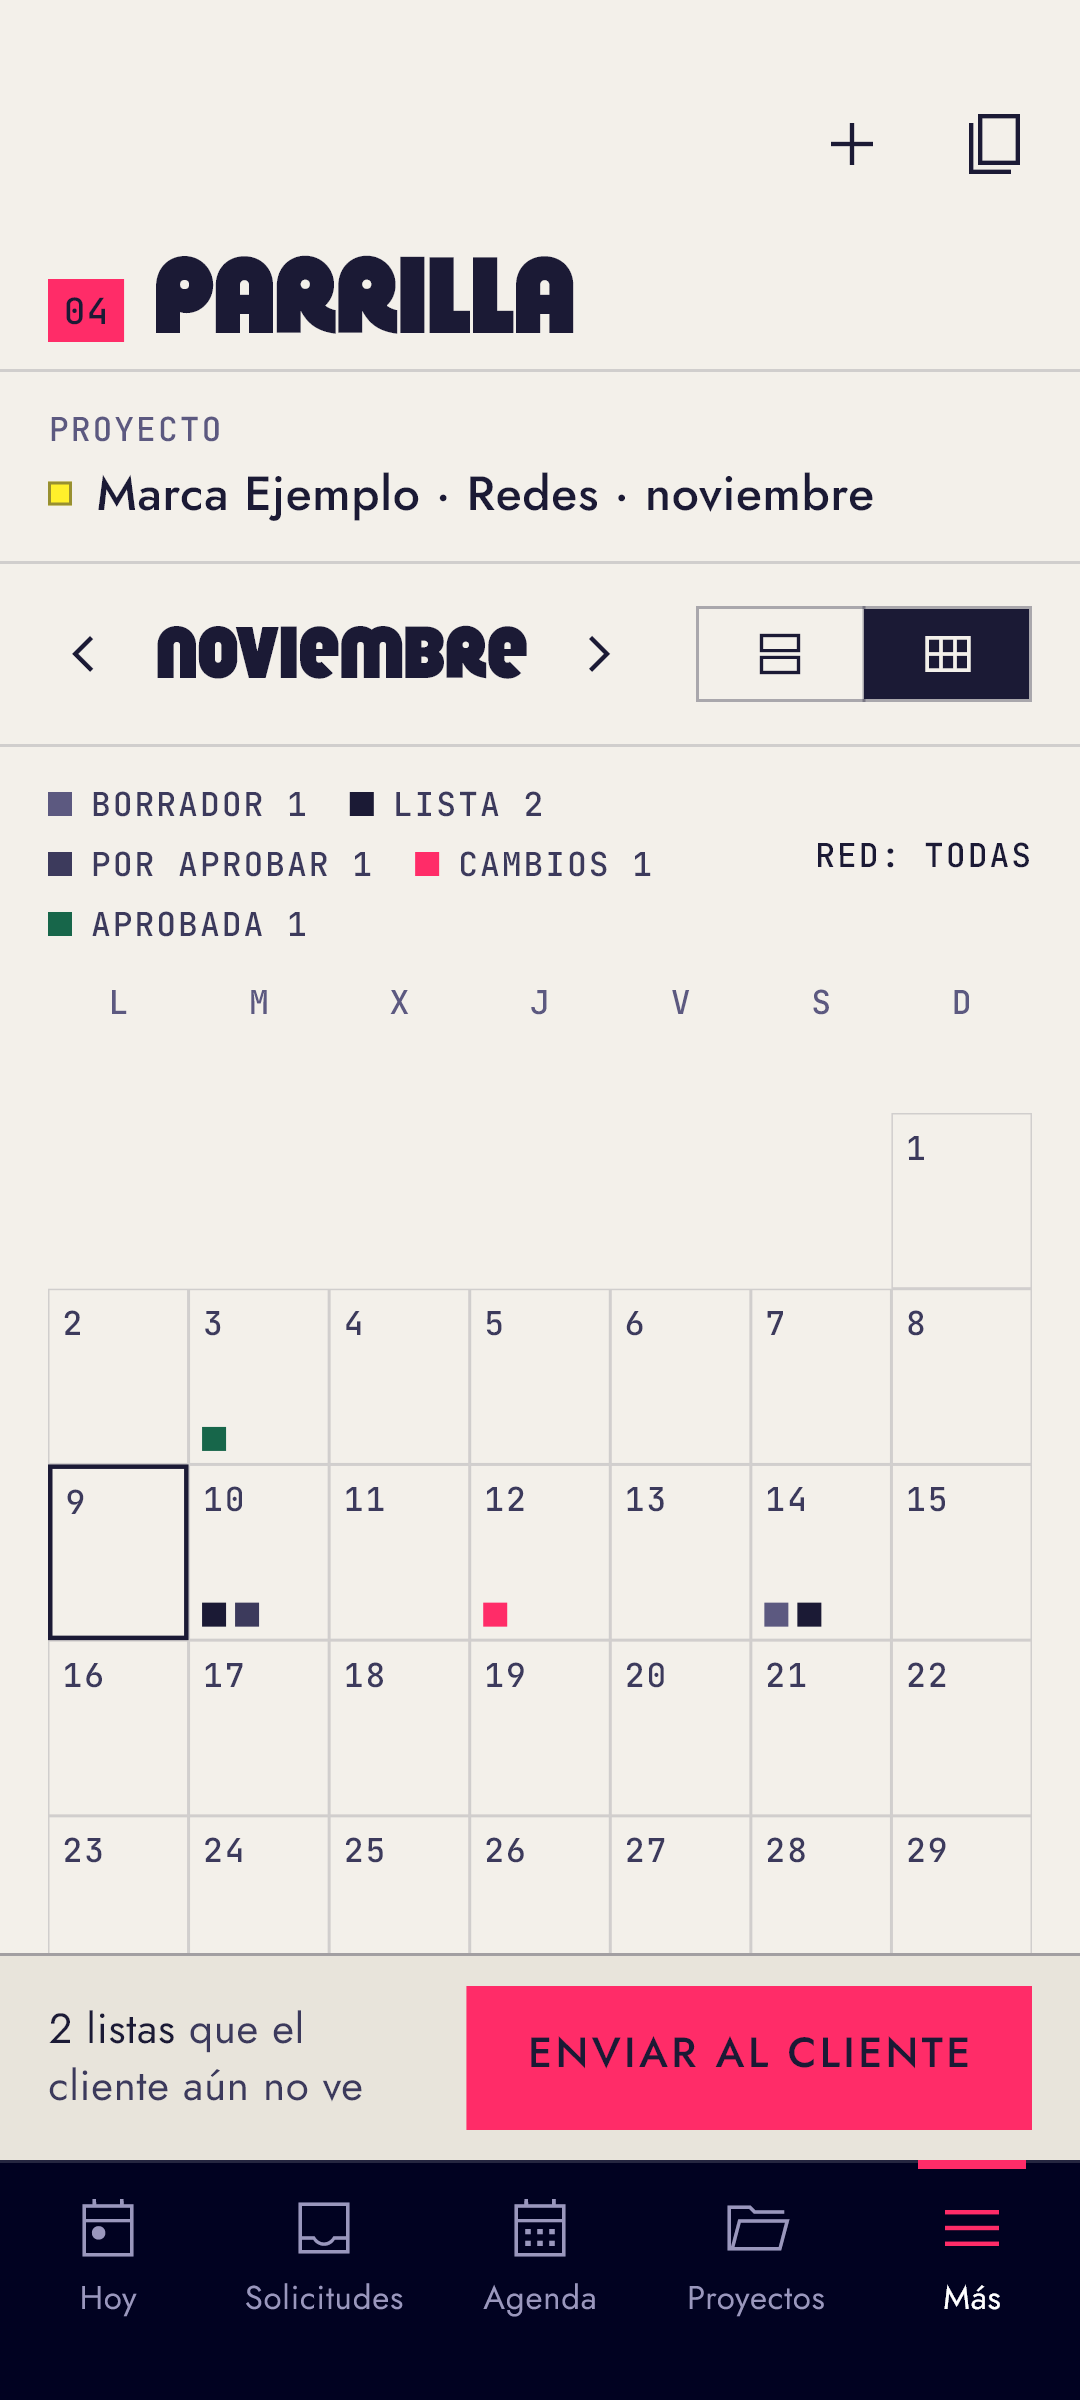 04 PARRILLA
PROYECTO
Marca Ejemplo · Redes · noviembre
noviembre
BORRADOR 1 LISTA 2
POR APROBAR 1 CAMBIOS 1
RED: TODAS
APROBADA 1
L M X J V S D
1
2 3 4 5 6 7 8
9 10 11 12 13 14 15
16 17 18 19 20 21 22
23 24 25 26 27 28 29
2 listas que el
cliente aún no ve
ENVIAR AL CLIENTE
Hoy Solicitudes Agenda Proyectos Más